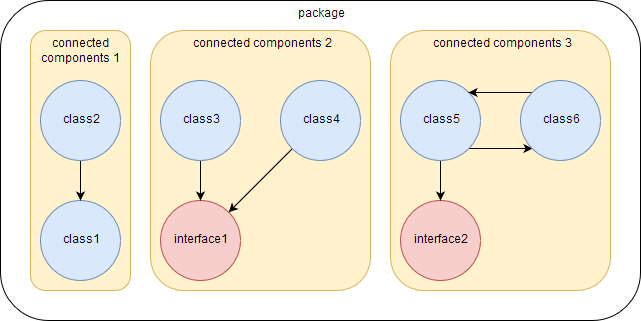 package
connected
components 1
connected components 2
connected components 3
class2
class3
class4
class5
class6
class1
interface1
interface2